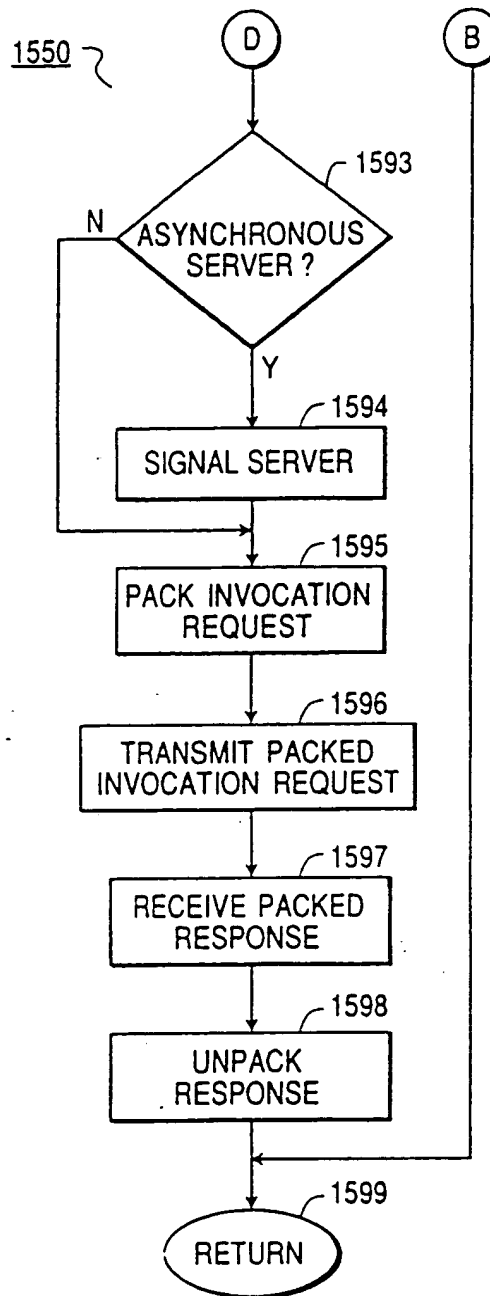 D
B
1550
1593
N
ASYNCHRONOUS
SERVER ?
Y
1594
SIGNAL SERVER
1595
PACK INVOCATION
REQUEST
1596
TRANSMIT PACKED
INVOCATION REQUEST
1597
RECEIVE PACKED
RESPONSE
1598
UNPACK
RESPONSE
1599
RETURN